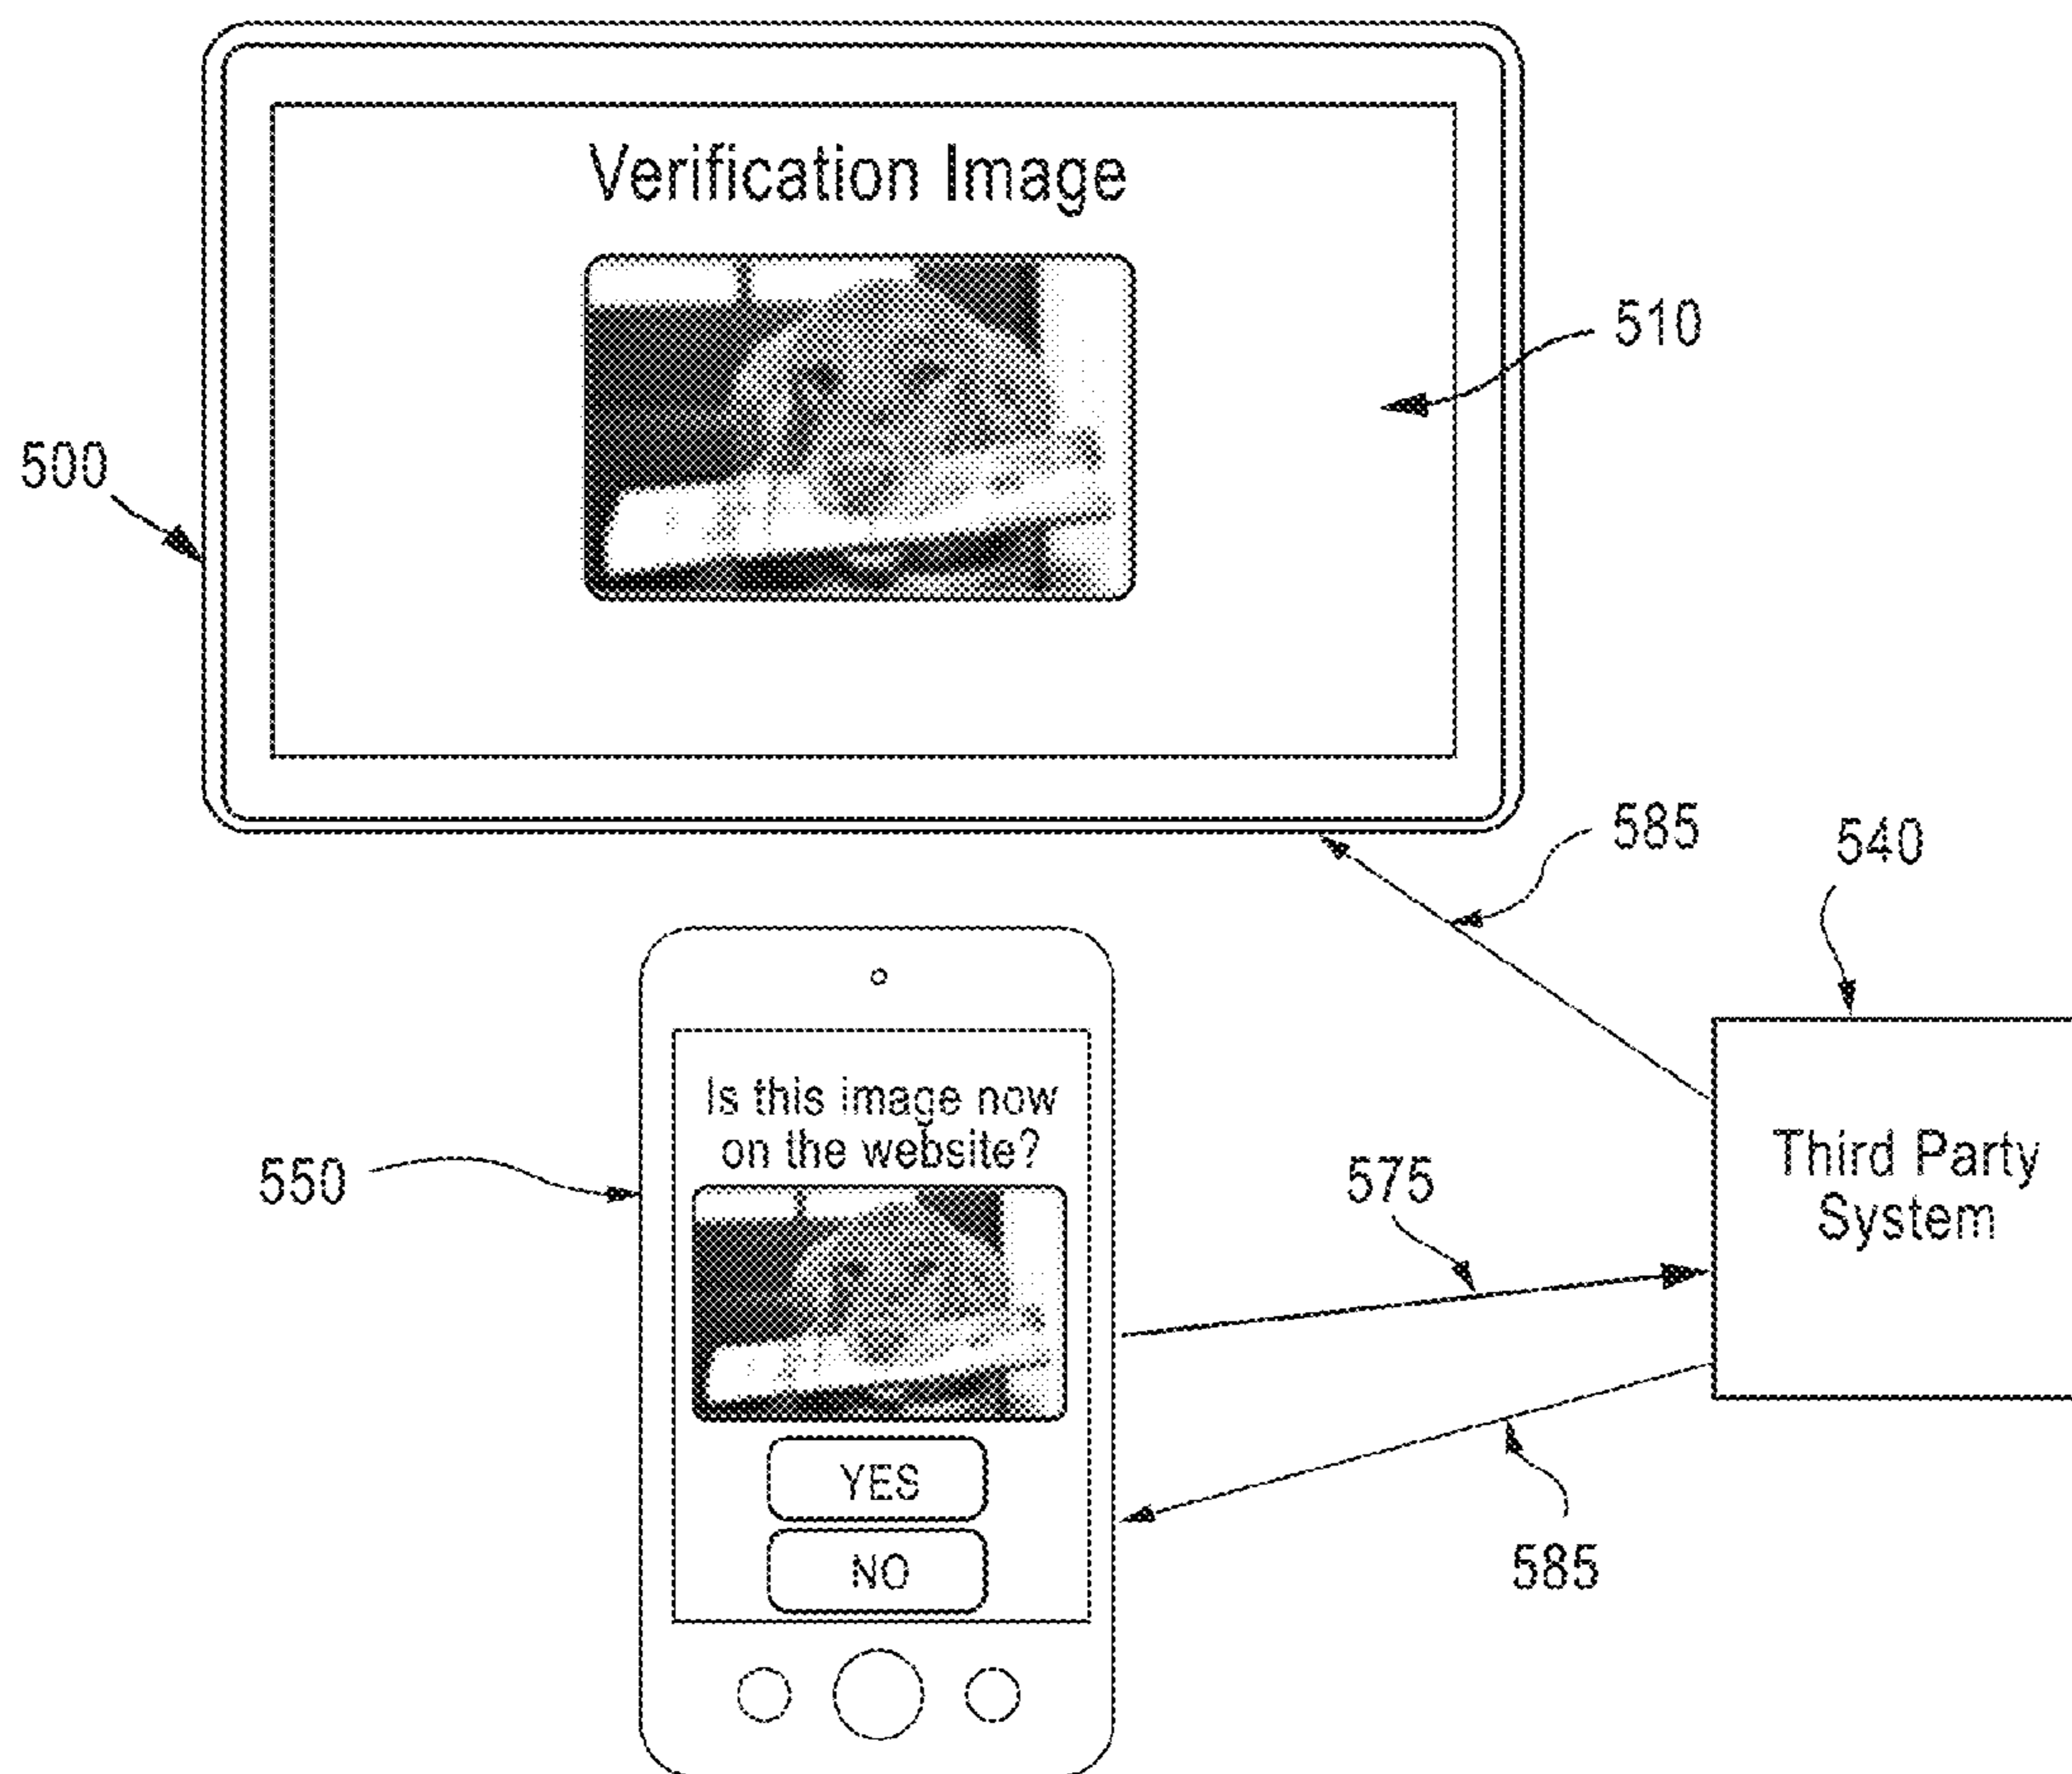 Verification Image
510
500
585
540
Is this image now
on the website?
550
575
Third Party
System
YES
NO
585